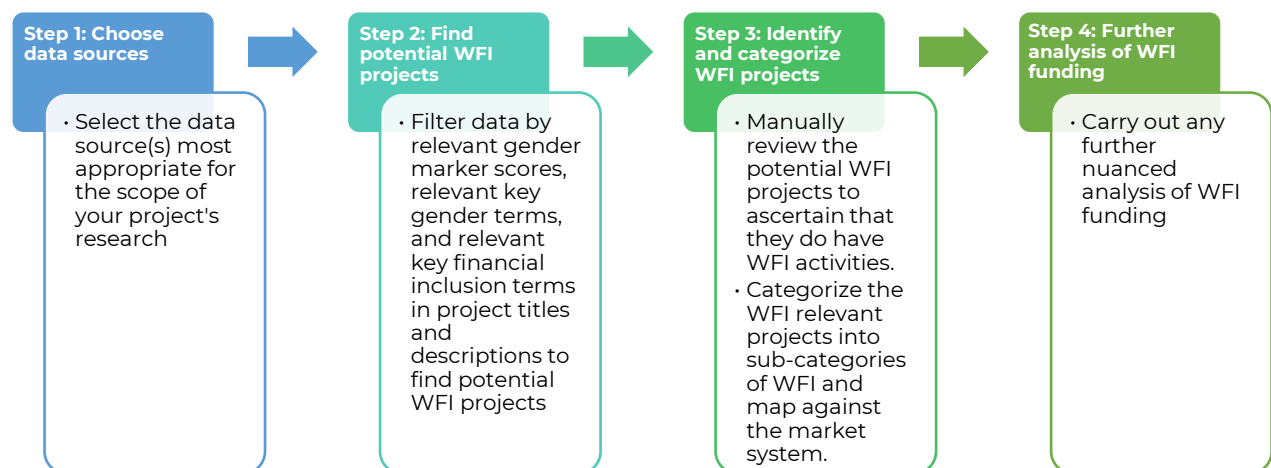 Step 1: Choose
data sources
• Select the data
source(s) most
appropriate for
the scope of
your project's
research
Step 2: Find
potential WFI
projects
• Filter data by
relevant gender
marker scores,
relevant key
gender terms,
and relevant
key financial
inclusion terms
in project titles
and
descriptions to
find potential
WFI projects
Step 3: Identify
and categorize
WFI projects
• Manually
review the
potential WFI
projects to
ascertain that
they do have
WFI activities.
• Categorize the
WFI relevant
projects into
sub-categories
of WFI and
map against
the market
system.
Step 4: Further
analysis of WFI
funding
• Carry out any
further
nuanced
analysis of WFI
funding